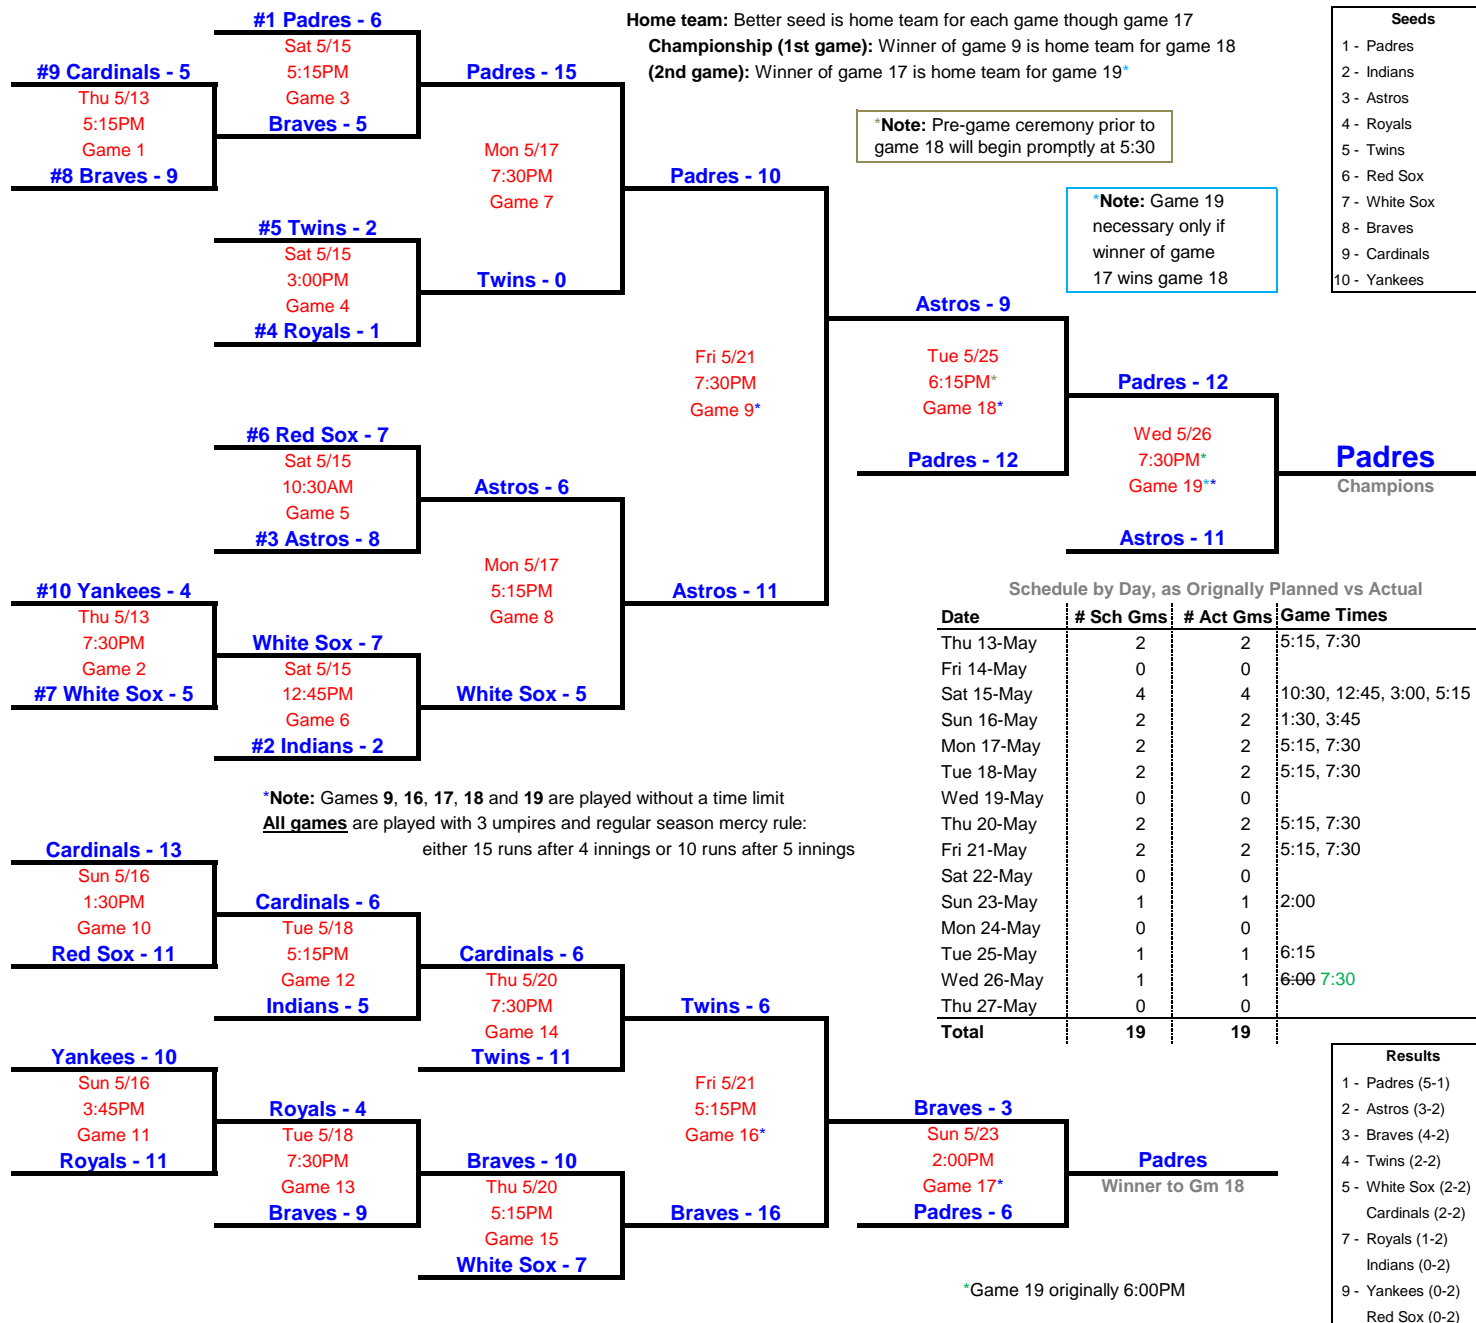 #1 Padres - 6
Sat 5/15
5:15PM
Game 3
Braves - 5
#9 Cardinals - 5
Thu 5/13
5:15PM
Game 1
#8 Braves - 9
Padres - 15
Mon 5/17
7:30PM
Game 7
Twins - 0
#5 Twins - 2
Sat 5/15
3:00PM
Game 4
#4 Royals - 1
Padres - 10
Fri 5/21
7:30PM
Game 9*
Astros - 11
#6 Red Sox - 7
Sat 5/15
10:30AM
Game 5
#3 Astros - 8
Astros - 6
Mon 5/17
5:15PM
Game 8
White Sox - 5
#10 Yankees - 4
Thu 5/13
7:30PM
Game 2
#7 White Sox - 5
White Sox - 7
Sat 5/15
12:45PM
Game 6
#2 Indians - 2
Home team: Better seed is home team for each game though game 17
Championship (1st game): Winner of game 9 is home team for game 18
(2nd game): Winner of game 17 is home team for game 19*
*Note: Pre-game ceremony prior to
game 18 will begin promptly at 5:30
*Note: Game 19
necessary only if
winner of game
17 wins game 18
Seeds
1 - Padres
2 - Indians
3 - Astros
4 - Royals
5 - Twins
6 - Red Sox
7 - White Sox
8 - Braves
9 - Cardinals
10 - Yankees
Astros - 9
Tue 5/25
6:15PM*
Game 18*
Padres - 12
Padres - 12
Wed 5/26
7:30PM*
Game 19**
Astros - 11
Padres
Champions
*Note: Games 9, 16, 17, 18 and 19 are played without a time limit
All games are played with 3 umpires and regular season mercy rule:
either 15 runs after 4 innings or 10 runs after 5 innings
Schedule by Day, as Orignally Planned vs Actual
Date # Sch Gms # Act Gms Game Times
Thu 13-May 2 2 5:15, 7:30
Fri 14-May 0 0
Sat 15-May 4 4 10:30, 12:45, 3:00, 5:15
Sun 16-May 2 2 1:30, 3:45
Mon 17-May 2 2 5:15, 7:30
Tue 18-May 2 2 5:15, 7:30
Wed 19-May 0 0
Thu 20-May 2 2 5:15, 7:30
Fri 21-May 2 2 5:15, 7:30
Sat 22-May 0 0
Sun 23-May 1 1 2:00
Mon 24-May 0 0
Tue 25-May 1 1 6:15
Wed 26-May 1 1 6:00 7:30
Thu 27-May 0 0
Total 19 19
Cardinals - 13
Sun 5/16
1:30PM
Game 10
Red Sox - 11
Cardinals - 6
Tue 5/18
5:15PM
Game 12
Indians - 5
Cardinals - 6
Thu 5/20
7:30PM
Game 14
Twins - 11
Yankees - 10
Sun 5/16
3:45PM
Game 11
Royals - 11
Royals - 4
Tue 5/18
7:30PM
Game 13
Braves - 9
Braves - 10
Thu 5/20
5:15PM
Game 15
White Sox - 7
Twins - 6
Fri 5/21
5:15PM
Game 16*
Braves - 16
Braves - 3
Sun 5/23
2:00PM
Game 17*
Padres - 6
Padres
Winner to Gm 18
*Game 19 originally 6:00PM
Results
1 - Padres (5-1)
2 - Astros (3-2)
3 - Braves (4-2)
4 - Twins (2-2)
5 - White Sox (2-2)
Cardinals (2-2)
7 - Royals (1-2)
Indians (0-2)
9 - Yankees (0-2)
Red Sox (0-2)